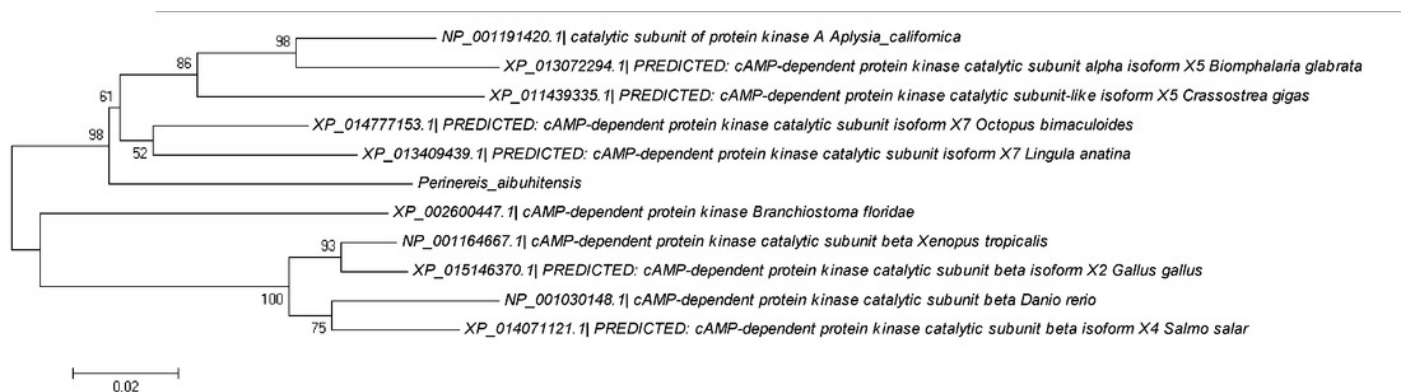 98
NP_001191420.1| catalytic subunit of protein kinase A Aplysia_californica
86
XP_013072294.1| PREDICTED: cAMP-dependent protein kinase catalytic subunit alpha isoform X5 Biomphalaria glabrata
61
XP_011439335.1| PREDICTED: cAMP-dependent protein kinase catalytic subunit-like isoform X5 Crassostrea gigas
98
XP_014777153.1| PREDICTED: cAMP-dependent protein kinase catalytic subunit isoform X7 Octopus bimaculoides
52
XP_013409439.1| PREDICTED: cAMP-dependent protein kinase catalytic subunit isoform X7 Lingula anatina
Perinereis_aibuhitensis
XP_002600447.1| cAMP-dependent protein kinase Branchiostoma floridae
93
NP_001164667.1| cAMP-dependent protein kinase catalytic subunit beta Xenopus tropicalis
XP_015146370.1| PREDICTED: cAMP-dependent protein kinase catalytic subunit beta isoform X2 Gallus gallus
100
NP_001030148.1| cAMP-dependent protein kinase catalytic subunit beta Danio rerio
75
XP_014071121.1| PREDICTED: cAMP-dependent protein kinase catalytic subunit beta isoform X4 Salmo salar
0.02